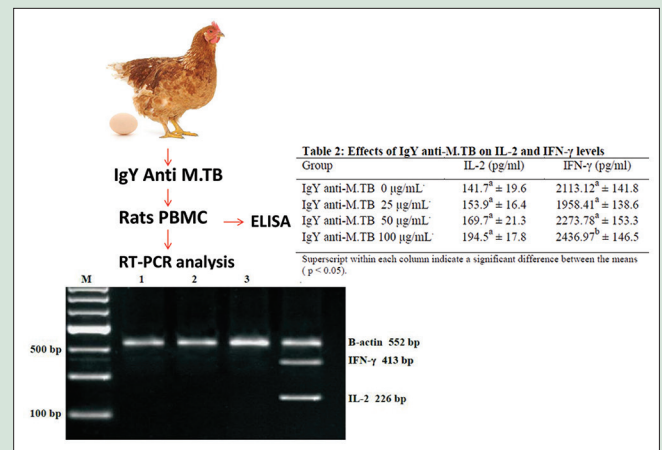 IgY Anti M.TB
Rats PBMC
ELISA
RT-PCR analysis
Table 2: Effects of IgY anti-M.TB on IL-2 and IFN-γ levels
Group IL-2 (pg/ml) IFN-γ (pg/ml)
IgY anti-M.TB 0 µg/mL 141.7a ± 19.6 2113.12a ± 141.8
IgY anti-M.TB 25 µg/mL 153.9a ± 16.4 1958.41a ± 138.6
IgY anti-M.TB 50 µg/mL 169.7a ± 21.3 2273.78a ± 153.3
IgY anti-M.TB 100 µg/mL 194.5a ± 17.8 2436.97b ± 146.5
Superscript within each column indicate a significant difference between the means
( p < 0.05).
M 1 2 3
B-actin 552 bp
500 bp
IFN-γ 413 bp
IL-2 226 bp
100 bp